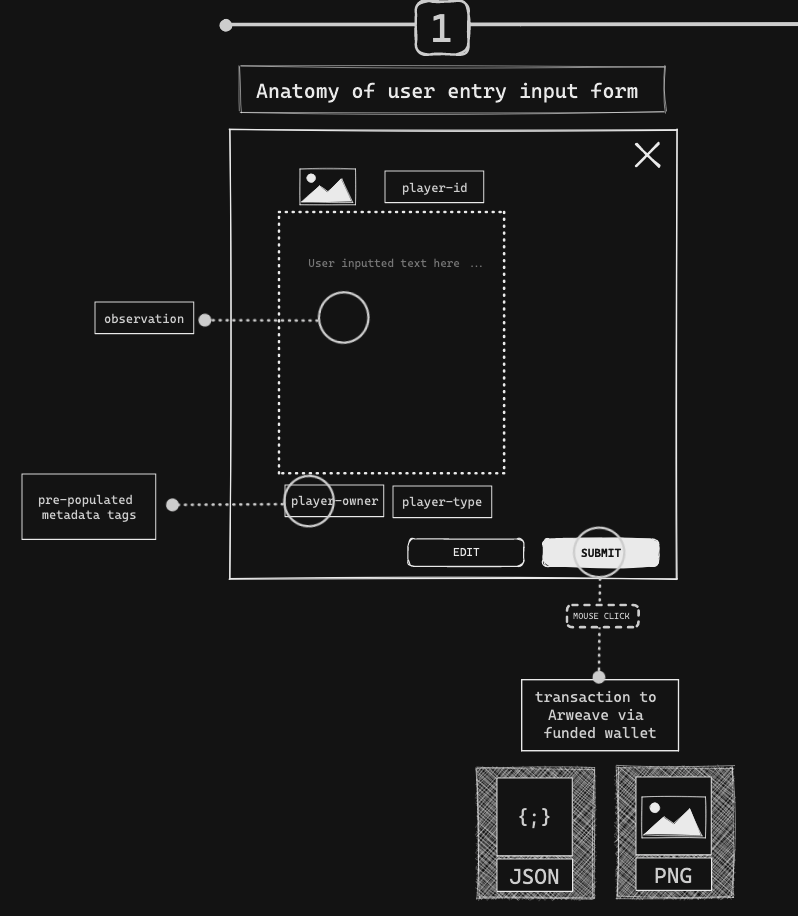 1
Anatomy of user entry input form
player-id
User inputted text here ...
observation
pre-populated
metadata tags
player-owner
player-type
EDIT
SUBMIT
MOUSE CLICK
transaction to
Arweave via
funded wallet
{;}
JSON
PNG